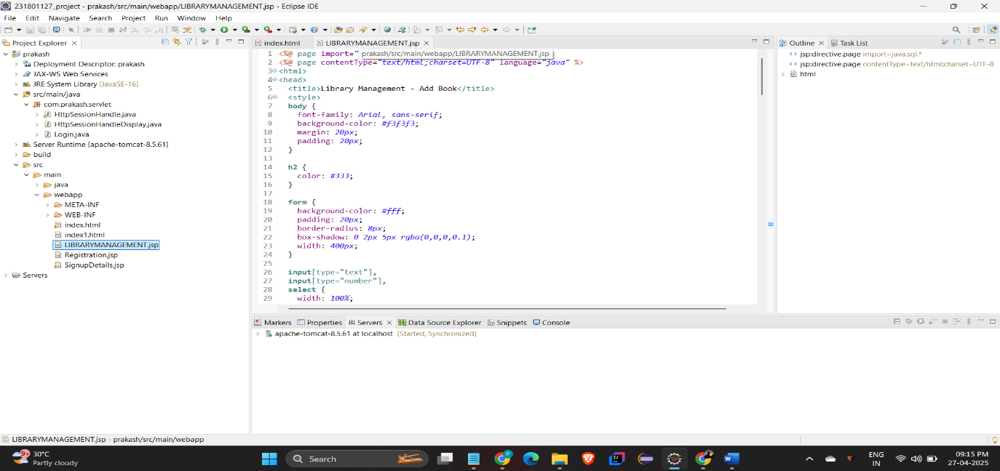 231801127_project - prakash/src/main/webapp/LIBRARYMANAGEMENT.jsp - Eclipse IDE
File Edit Navigate Search Project Run Window Help
Project Explorer
prakash
Deployment Descriptor: prakash
JAX-WS Web Services
JRE System Library [JavaSE-16]
src/main/java
com.prakash.servlet
HttpSessionHandle.java
HttpSessionHandleDisplay.java
Login.java
Server Runtime [apache-tomcat-8.5.61]
build
src
main
java
webapp
META-INF
WEB-INF
index.html
index1.html
LIBRARYMANAGEMENT.jsp
Registration.jsp
SignupDetails.jsp
Servers
index.html LIBRARYMANAGEMENT.jsp
1 <%@ page import="
prakash/src/main/webapp/LIBRARYMANAGEMENT.jsp
2 <%@ page contentType="text/html;charset=UTF-8" language="java" %>
3 <html>
4 <head>
5 <title>Library Management - Add Book</title>
6 <style>
7 body {
8 font-family: Arial, sans-serif;
9 background-color: #f3f3f3;
10 margin: 20px;
11 padding: 20px;
12 }
13
14 h2 {
15 color: #333;
16 }
17
18 form {
19 background-color: #fff;
20 padding: 20px;
21 border-radius: 8px;
22 box-shadow: 0 2px 5px rgba(0,0,0,0.1);
23 width: 400px;
24 }
25
26 input[type="text"],
27 input[type="number"],
28 select {
29 width: 100%;
Outline Task List
jsp:directive.page import=java.sql.*
jsp:directive.page contentType=text/html;charset=UTF-8
html
Markers Properties Servers Data Source Explorer Snippets Console
apache-tomcat-8.5.61 at localhost [Started, Synchronized]
LIBRARYMANAGEMENT.jsp - prakash/src/main/webapp
9+
30°C
Partly cloudy
Search
ENG
IN
09:15 PM
27-04-2025